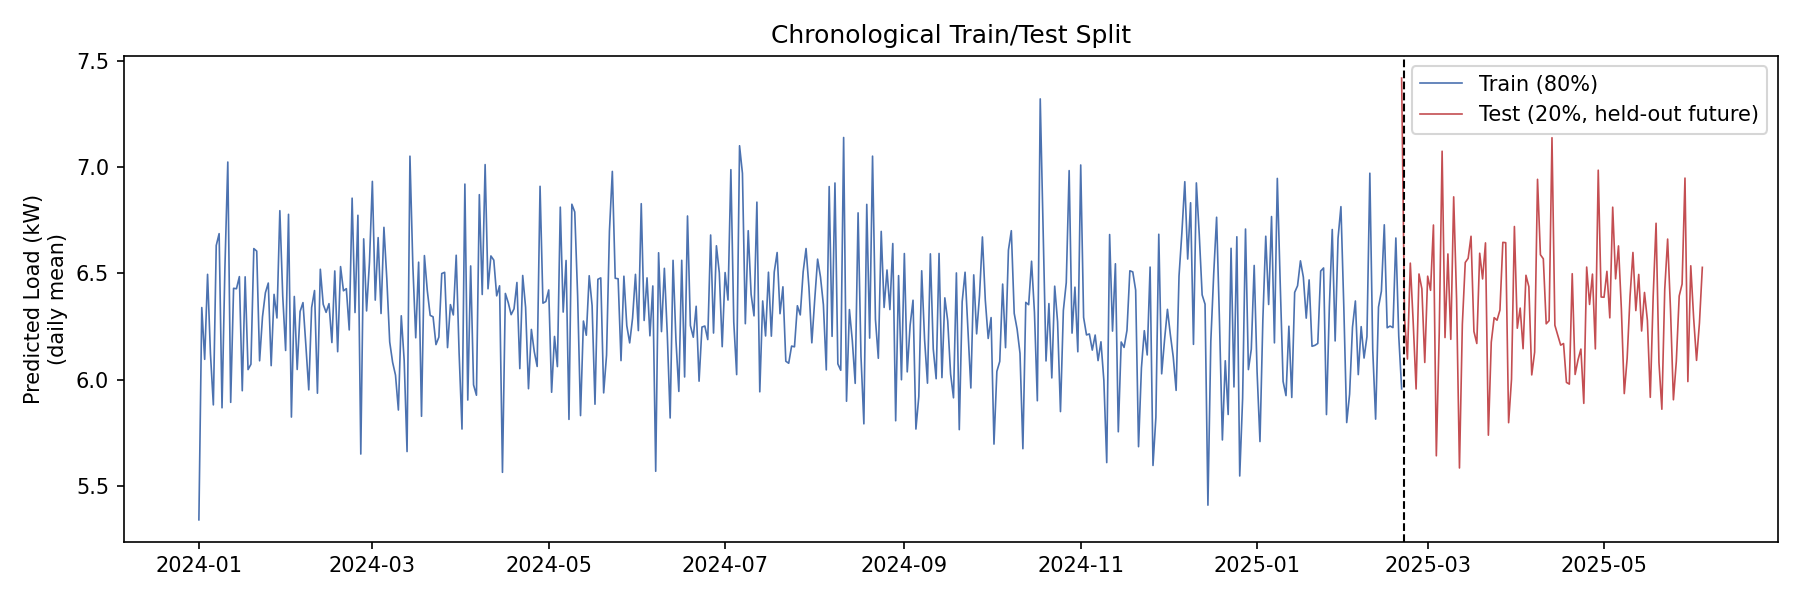 Chronological Train/Test Split
Predicted Load (kW)
(daily mean)
7.5
7.0
6.5
6.0
5.5
Train (80%)
Test (20%, held-out future)
2024-01
2024-03
2024-05
2024-07
2024-09
2024-11
2025-01
2025-03
2025-05